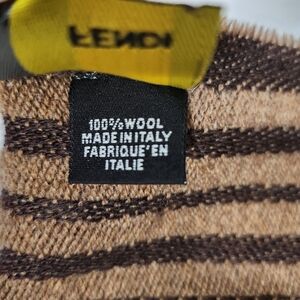 FENDI
100% WOOL
MADE IN ITALY
FABRIQUE'EN
ITALIE